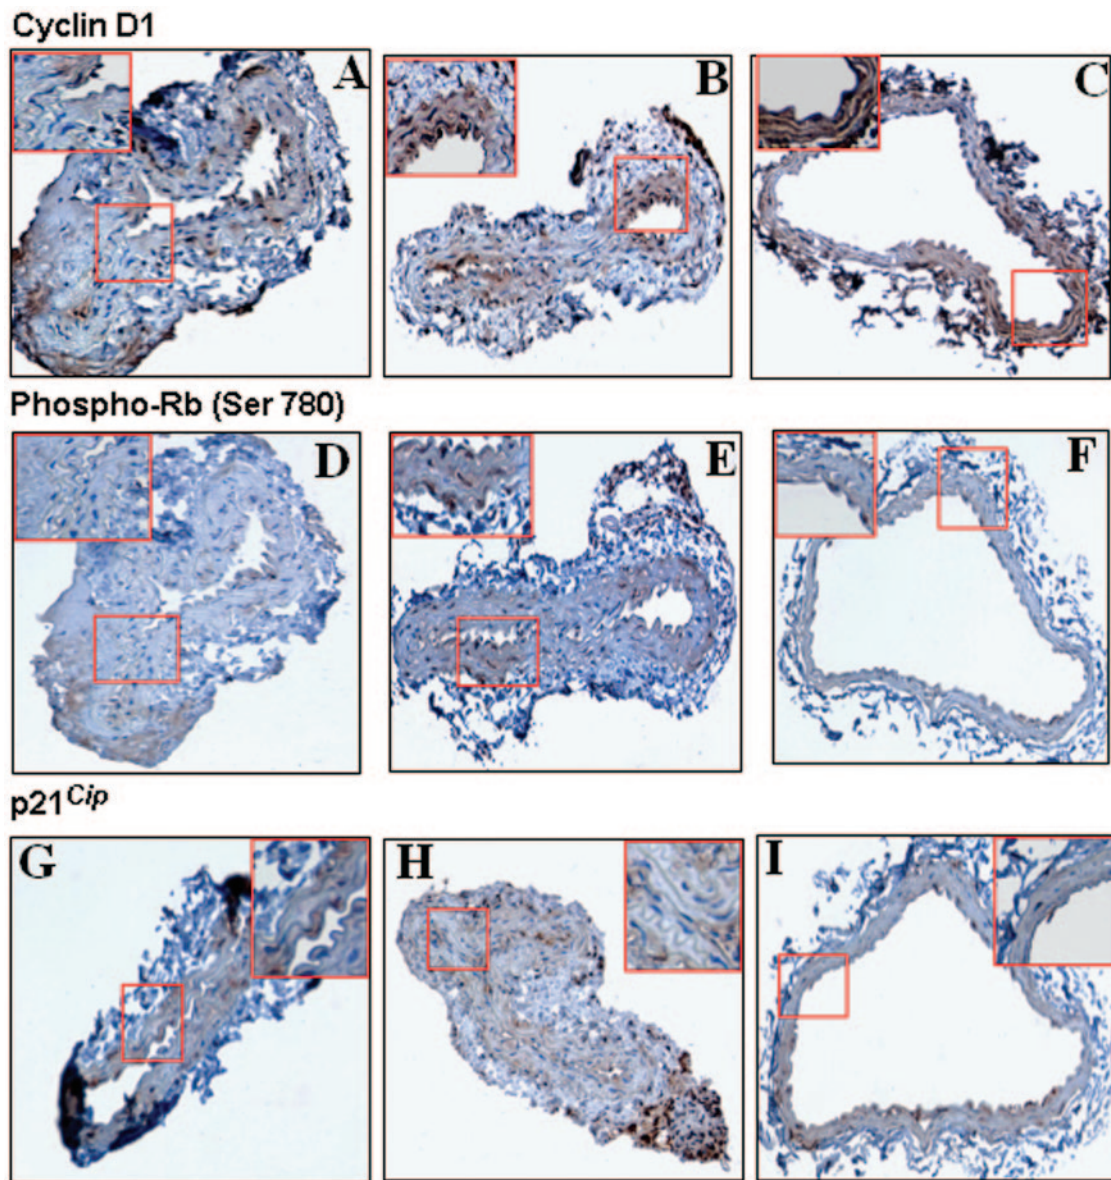 Cyclin D1
A B C
Phospho-Rb (Ser 780)
D E F
p21Cip
G H I